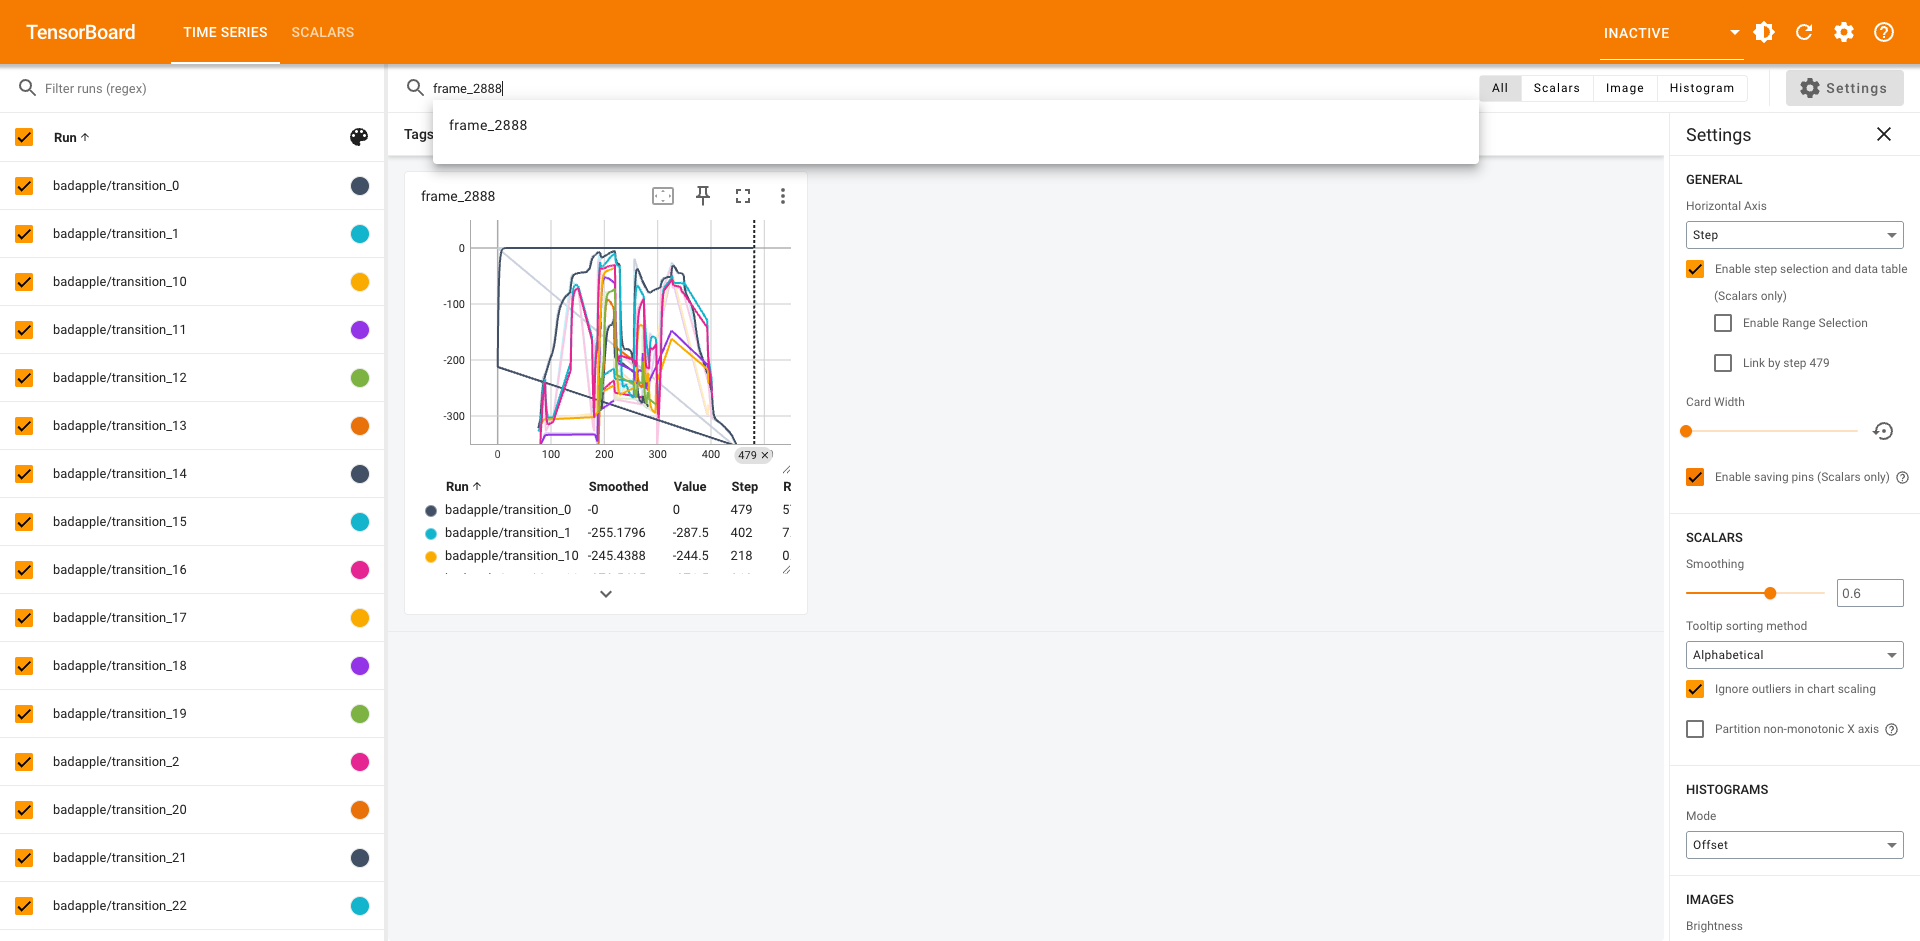 TensorBoard TIME SERIES SCALARS INACTIVE
Filter runs (regex)
Run
badapple/transition_0
badapple/transition_1
badapple/transition_10
badapple/transition_11
badapple/transition_12
badapple/transition_13
badapple/transition_14
badapple/transition_15
badapple/transition_16
badapple/transition_17
badapple/transition_18
badapple/transition_19
badapple/transition_2
badapple/transition_20
badapple/transition_21
badapple/transition_22
frame_2888
All Scalars Image Histogram Settings
frame_2888
Tags
frame_2888
0
-100
-200
-300
0 100 200 300 400 479
Run Smoothed Value Step R
badapple/transition_0 -0 0 479
badapple/transition_1 -255.1796 -287.5 402 7
badapple/transition_10 -245.4388 -244.5 218 0
Settings
GENERAL
Horizontal Axis
Step
Enable step selection and data table
(Scalars only)
Enable Range Selection
Link by step 479
Card Width
Enable saving pins (Scalars only)
SCALARS
Smoothing
0.6
Tooltip sorting method
Alphabetical
Ignore outliers in chart scaling
Partition non-monotonic X axis
HISTOGRAMS
Mode
Offset
IMAGES
Brightness